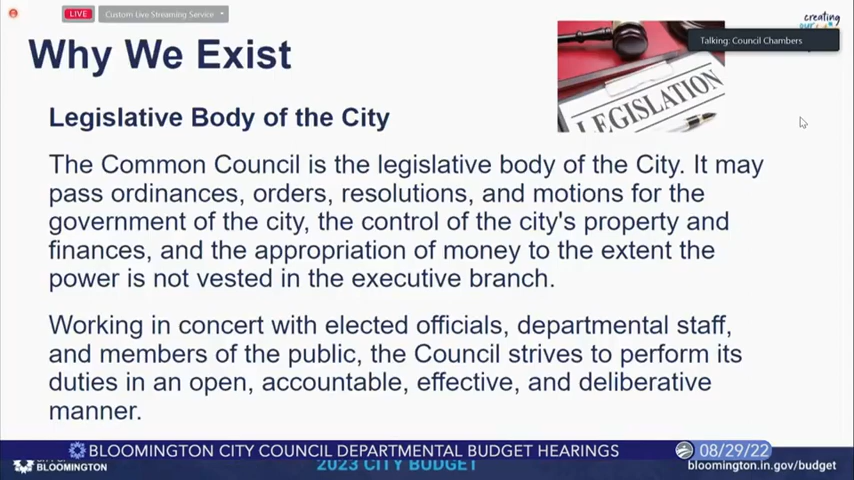 LIVE
Custom Live Streaming Service
creating
Talking: Council Chambers
Why We Exist
LEGISLATION
Legislative Body of the City
The Common Council is the legislative body of the City. It may
pass ordinances, orders, resolutions, and motions for the
government of the city, the control of the city's property and
finances, and the appropriation of money to the extent the
power is not vested in the executive branch.
Working in concert with elected officials, departmental staff,
and members of the public, the Council strives to perform its
duties in an open, accountable, effective, and deliberative
manner.
BLOOMINGTON CITY COUNCIL DEPARTMENTAL BUDGET HEARINGS
08/29/22
BLOOMINGTON
2023 CITY BUDGET
bloomington.in.gov/budget